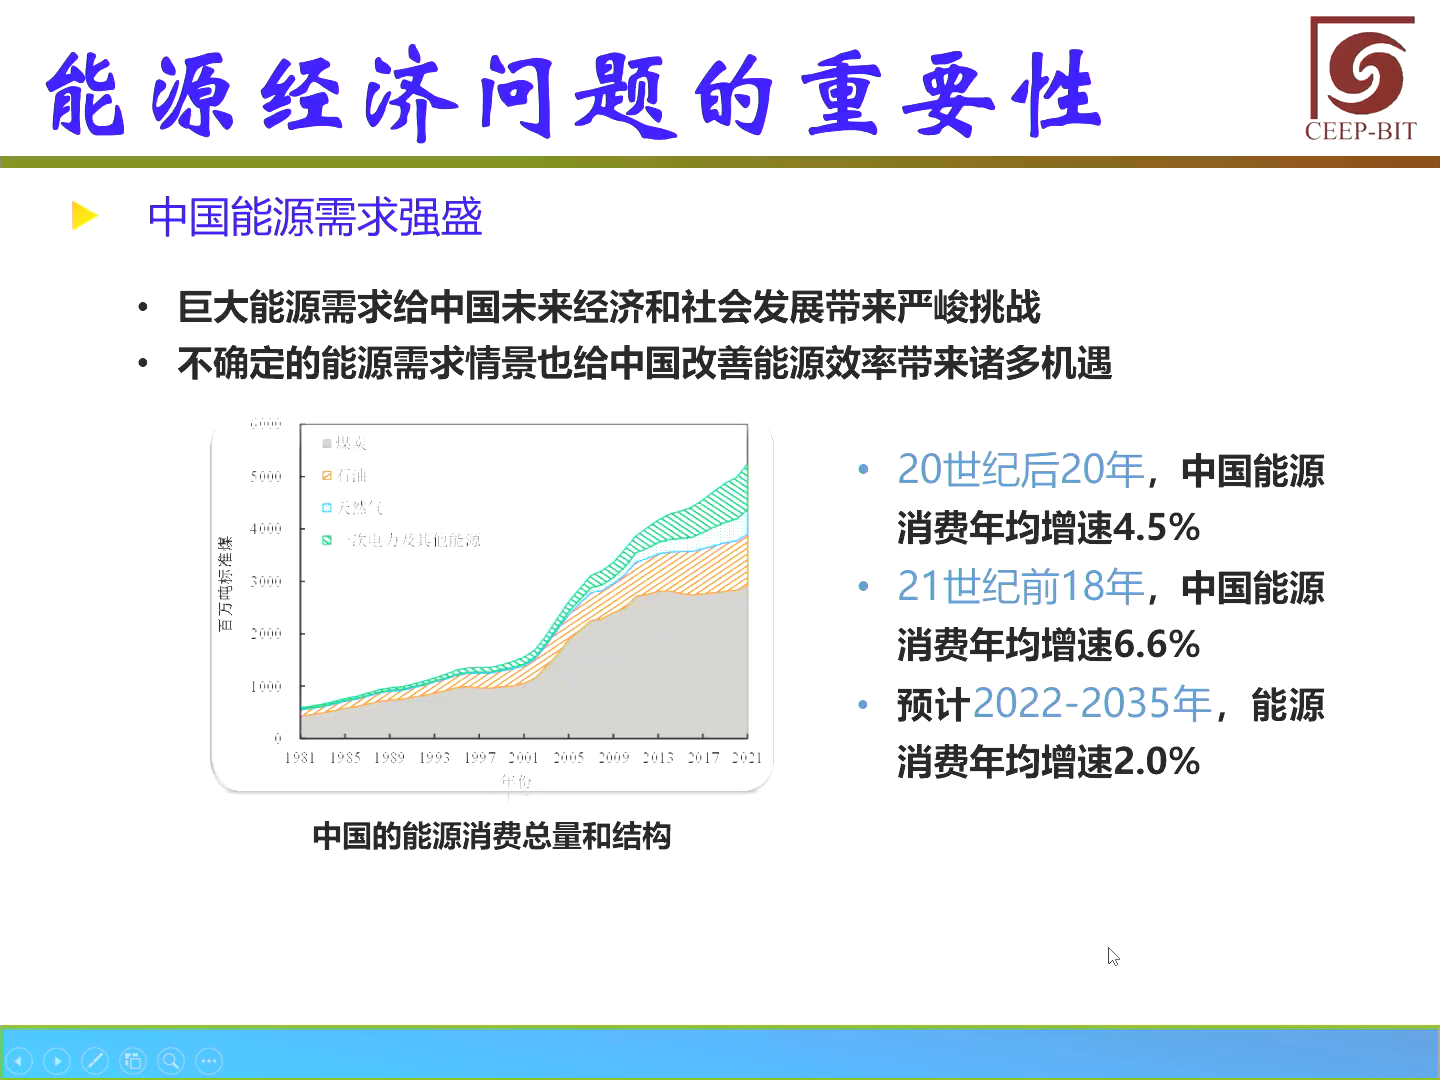 能源经济问题的重要性
CEEP-BIT
中国能源需求强盛
• 巨大能源需求给中国未来经济和社会发展带来严峻挑战
• 不确定的能源需求情景也给中国改善能源效率带来诸多机遇
6000
5000
4000
3000
2000
1000
0
百万吨标准煤
煤炭
石油
天然气
一次电力及其他能源
1981 1985 1989 1993 1997 2001 2005 2009 2013 2017 2021
年份
中国的能源消费总量和结构
• 20世纪后20年，中国能源
消费年均增速4.5%
• 21世纪前18年，中国能源
消费年均增速6.6%
• 预计2022-2035年，能源
消费年均增速2.0%